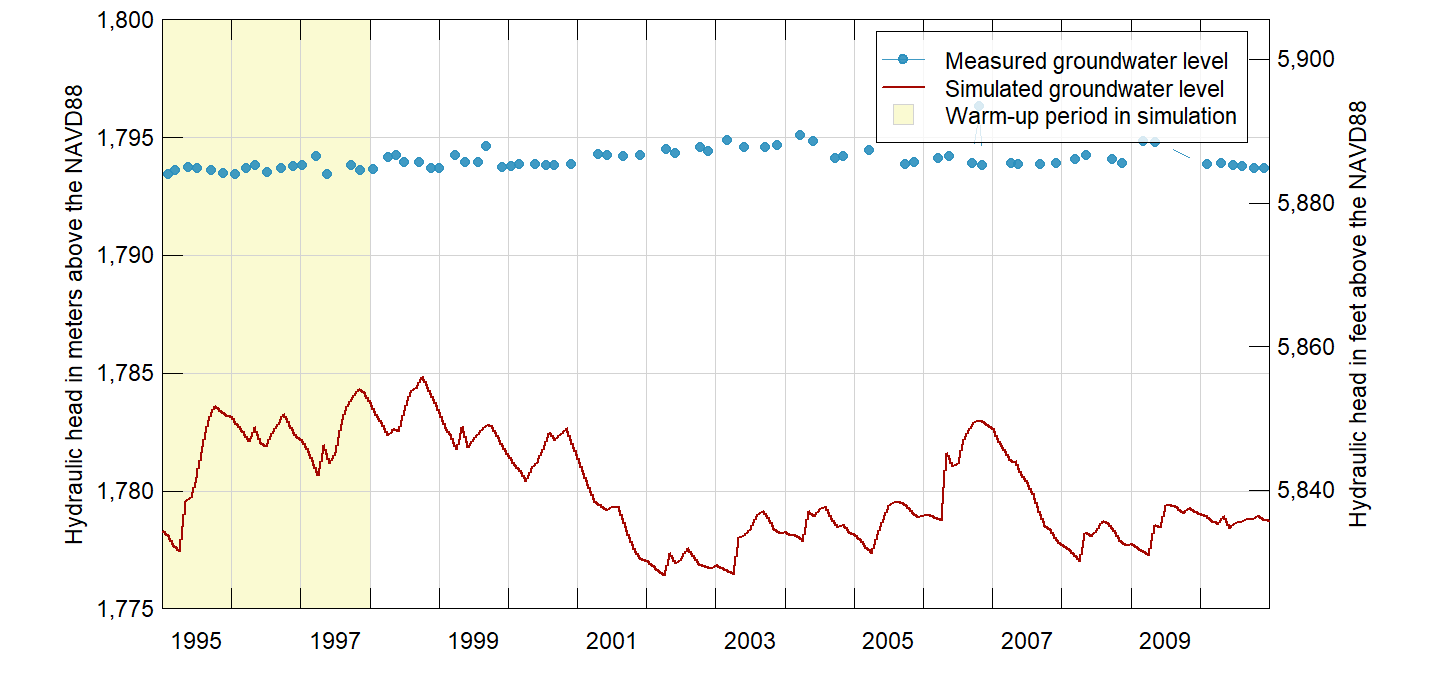 1,800
1,795
1,790
1,785
1,780
1,775
Hydraulic head in meters above the NAVD88
Measured groundwater level
Simulated groundwater level
Warm-up period in simulation
5,900
5,880
5,860
5,840
Hydraulic head in feet above the NAVD88
1995 1997 1999 2001 2003 2005 2007 2009